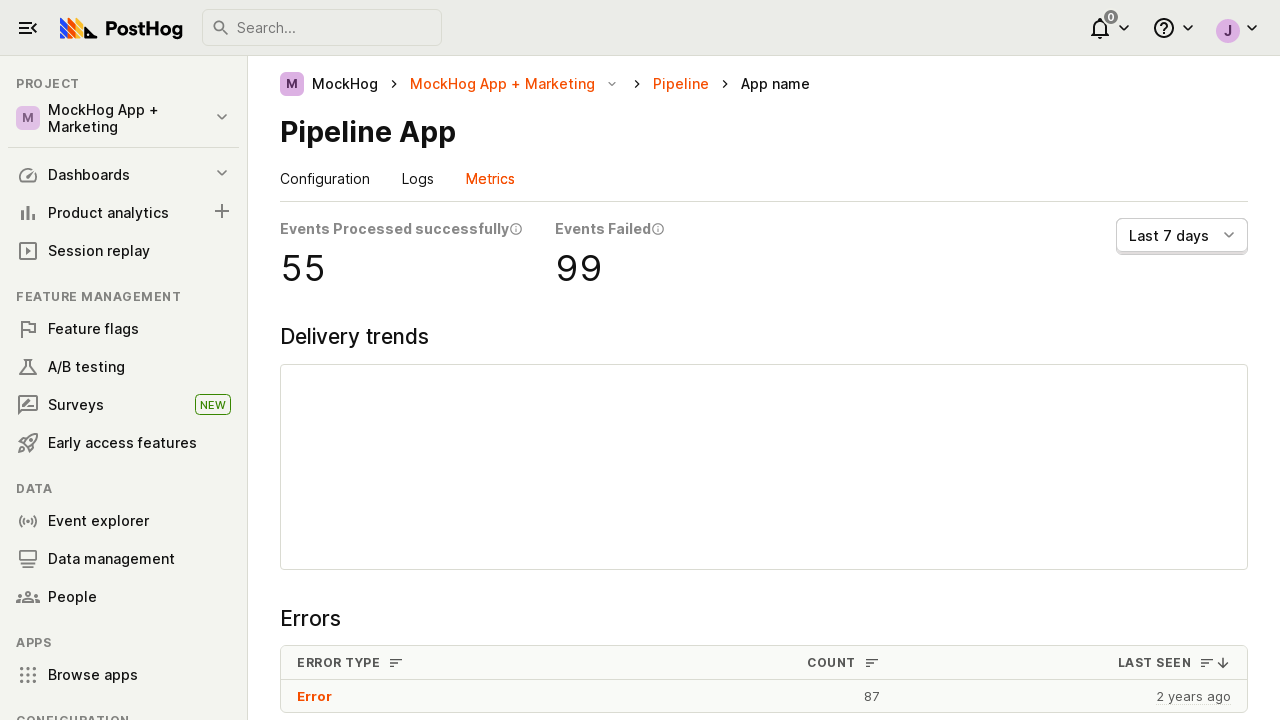 PostHog
Search...
0
J
PROJECT
M
MockHog App +
Marketing
Dashboards
Product analytics
Session replay
FEATURE MANAGEMENT
Feature flags
A/B testing
Surveys
NEW
Early access features
DATA
Event explorer
Data management
People
APPS
Browse apps
CONFIGURATION
M MockHog MockHog App + Marketing Pipeline App name
Pipeline App
Configuration Logs Metrics
Events Processed successfully Events Failed
Last 7 days
55 99
Delivery trends
Errors
ERROR TYPE COUNT LAST SEEN
Error 87 2 years ago